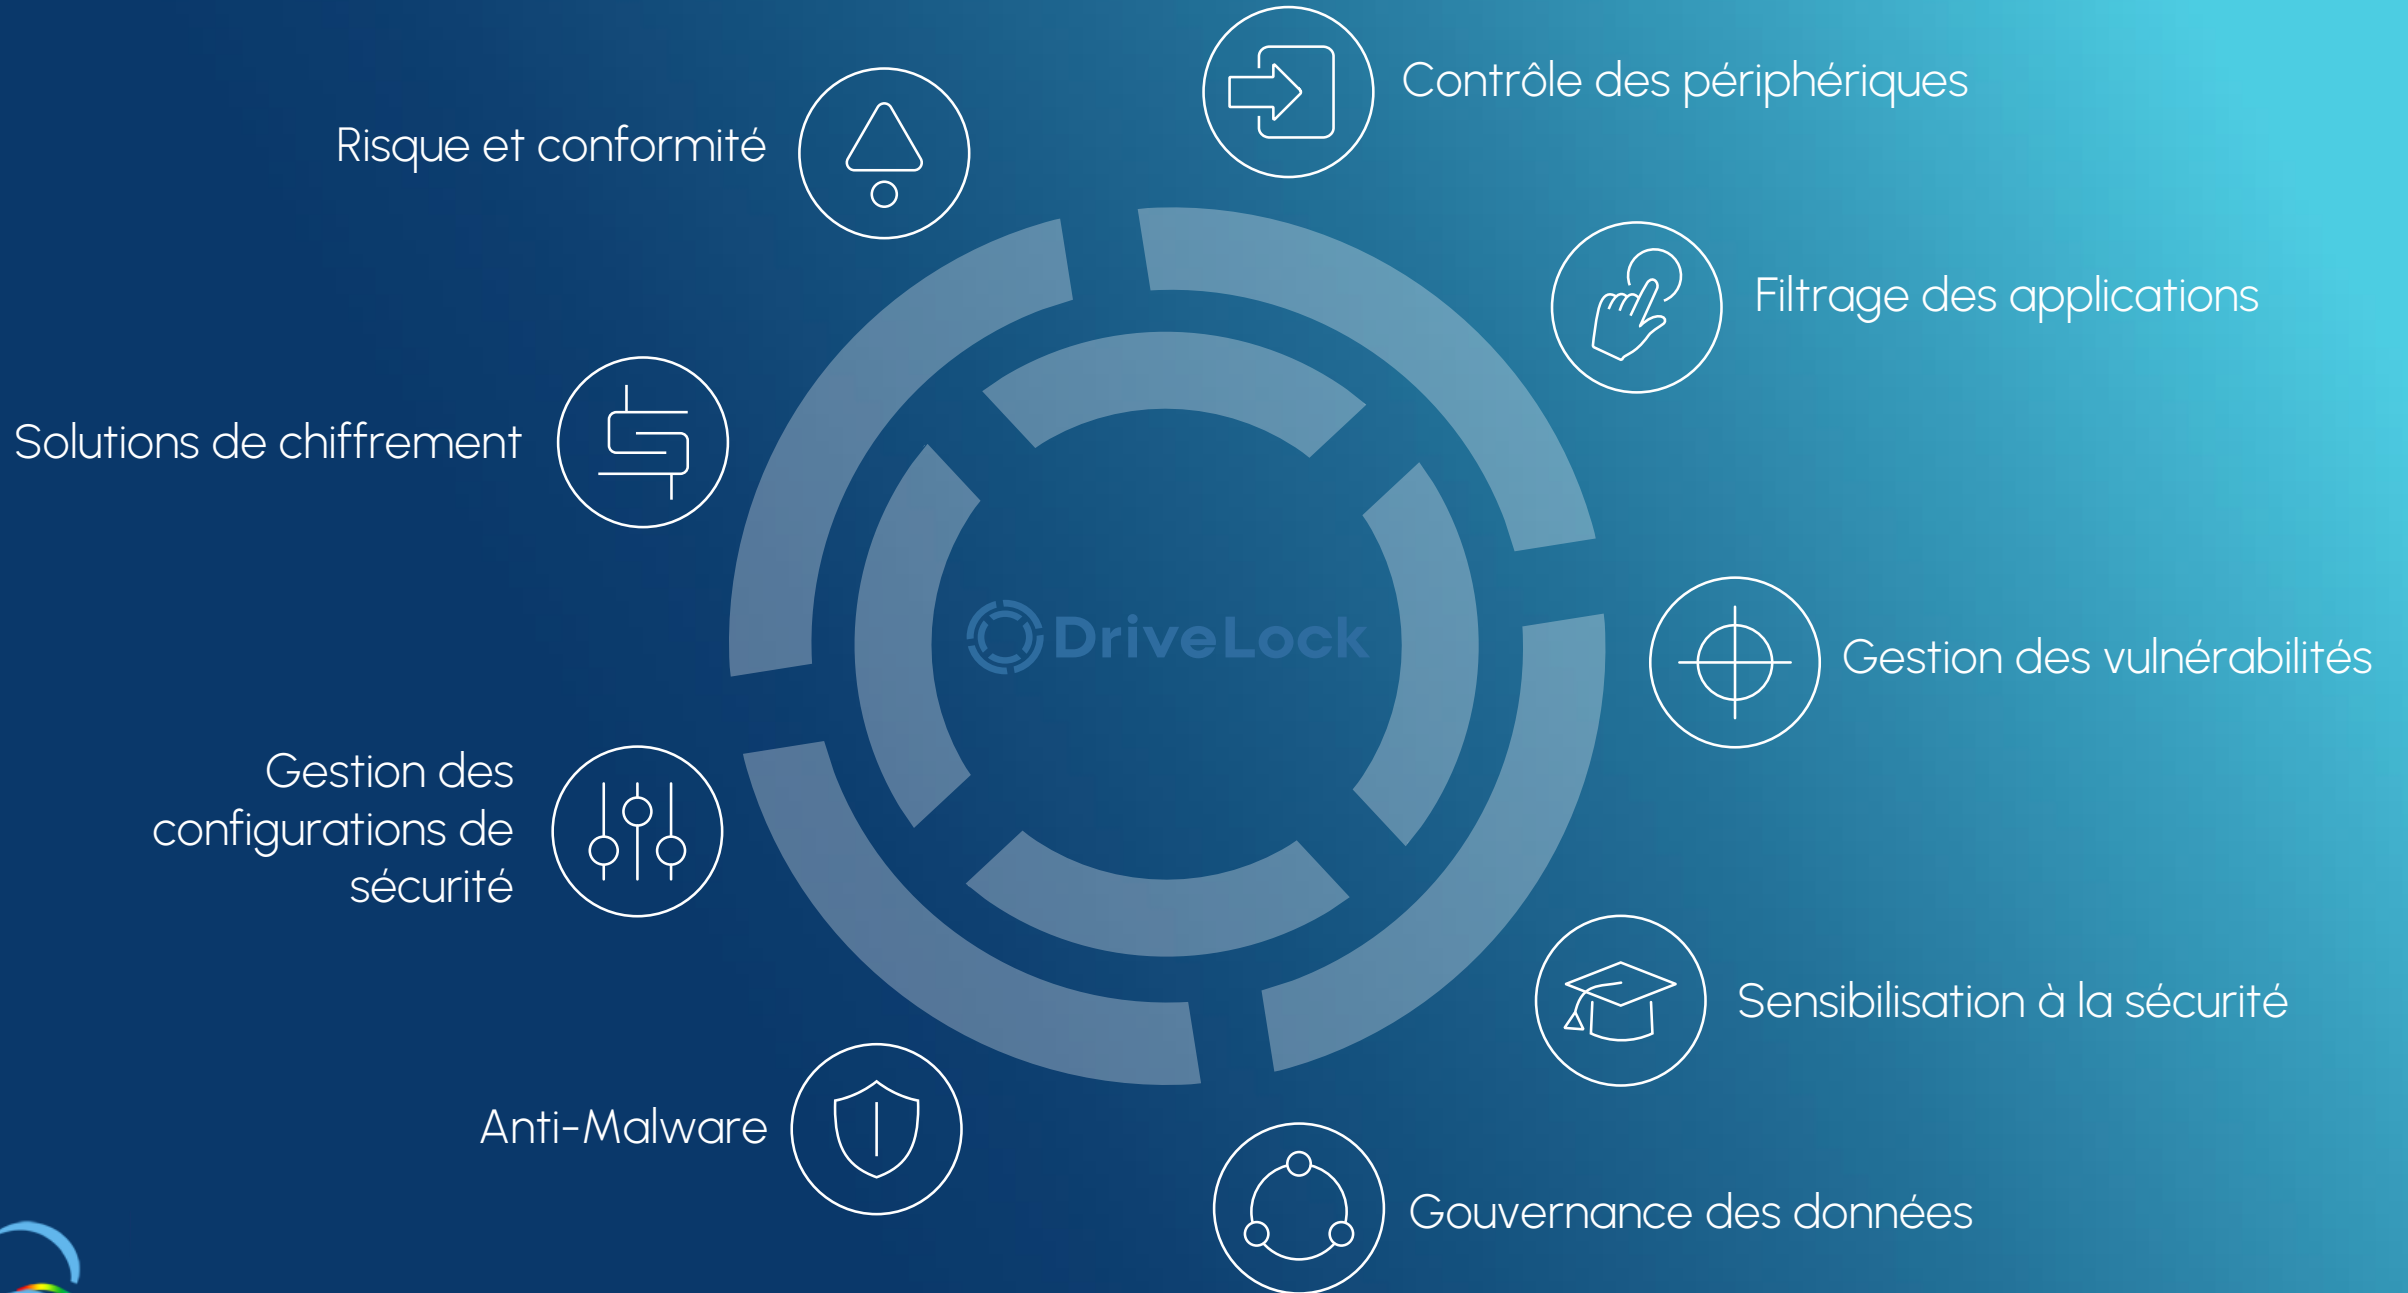 Contrôle des périphériques
Risque et conformité
Filtrage des applications
Solutions de chiffrement
DriveLock
Gestion des vulnérabilités
Gestion des
configurations de
sécurité
Sensibilisation à la sécurité
Anti-Malware
Gouvernance des données